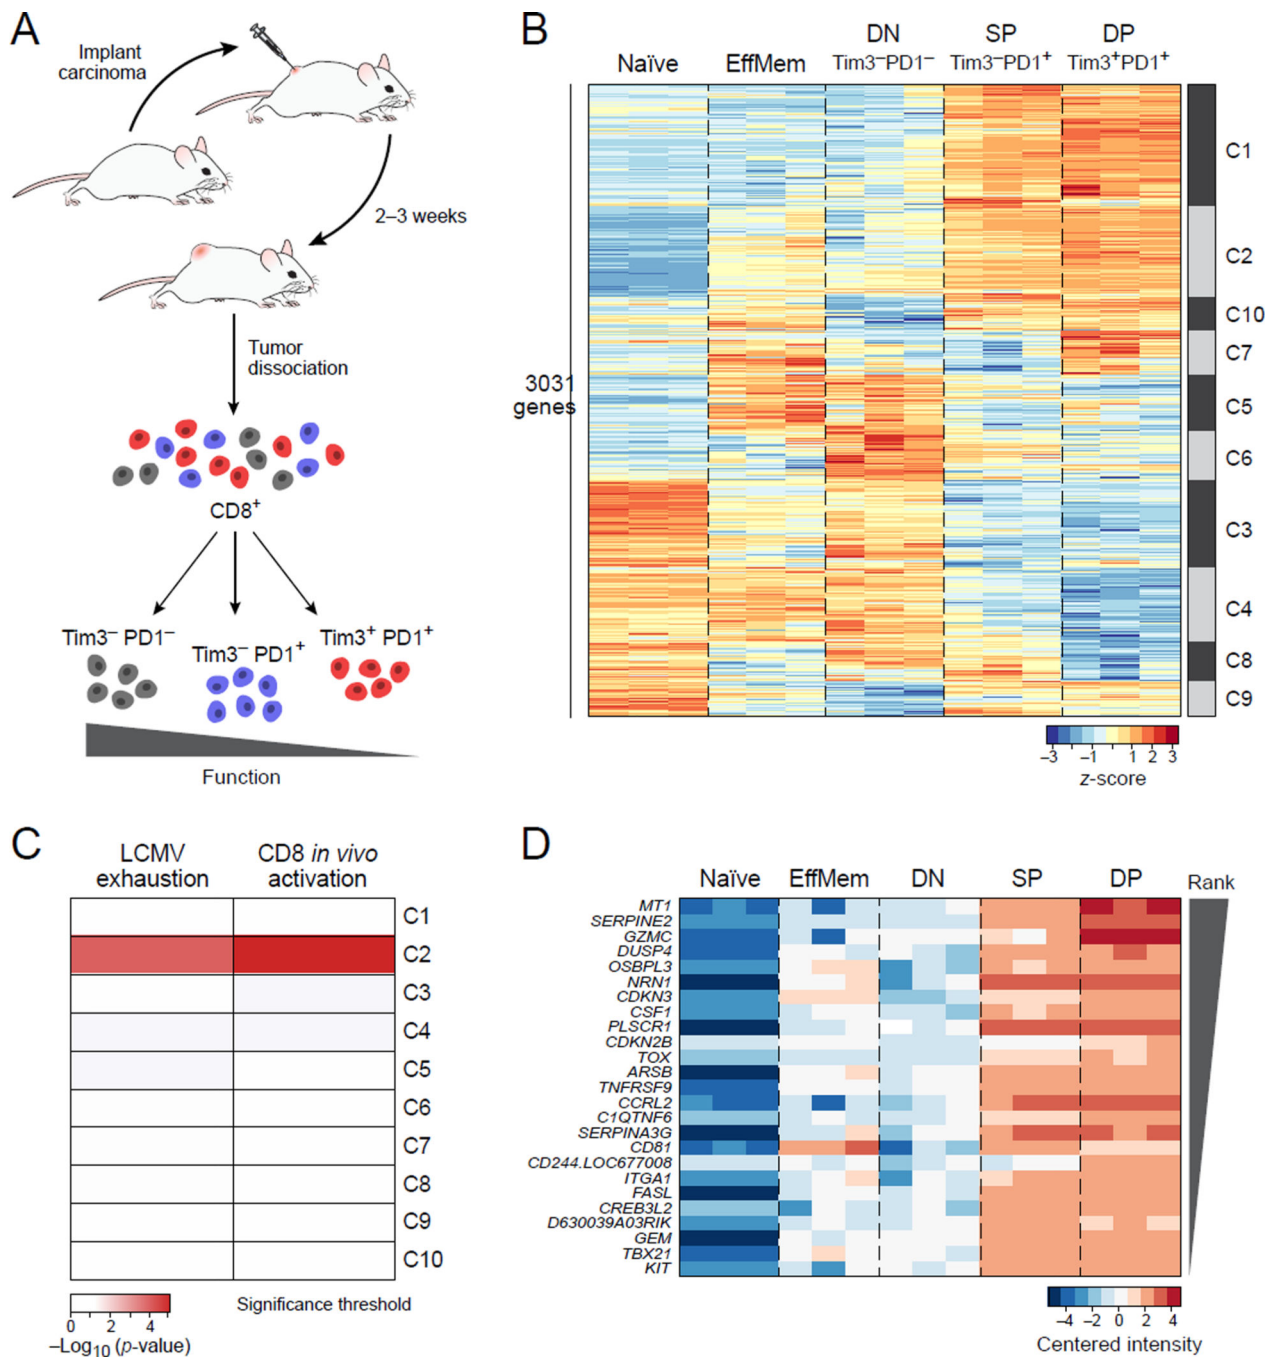 A
Implant
carcinoma
2–3 weeks
Tumor
dissociation
CD8+
Tim3– PD1–
Tim3– PD1+
Tim3+ PD1+
Function
B
Naïve
EffMem
DN
Tim3–PD1–
SP
Tim3–PD1+
DP
Tim3+PD1+
3031
genes
C1
C2
C10
C7
C5
C6
C3
C4
C8
C9
–3 –1 1 2 3
z-score
C
LCMV
exhaustion
CD8 in vivo
activation
C1
C2
C3
C4
C5
C6
C7
C8
C9
C10
0 2 4
–Log10 (p-value)
Significance threshold
D
Naïve
EffMem
DN
SP
DP
Rank
MT1
SERPINE2
GZMC
DUSP4
OSBPL3
NRN1
CDKN3
CSF1
PLSCR1
CDKN2B
TOX
ARSB
TNFRSF9
CCRL2
C1QTNF6
SERPINA3G
CD81
CD244.LOC677008
ITGA1
FASL
CREB3L2
D630039A03RIK
GEM
TBX21
KIT
–4 –2 0 2 4
Centered intensity